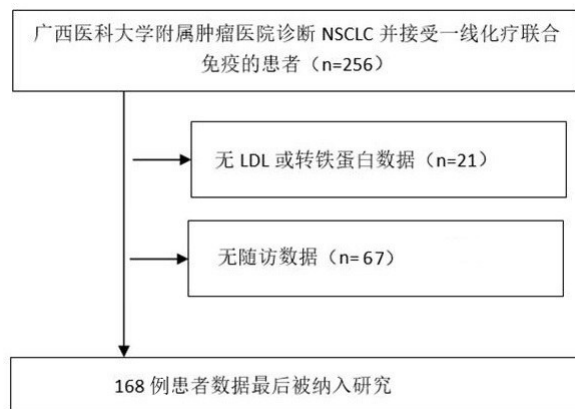 广西医科大学附属肿瘤医院诊断 NSCLC 并接受一线化疗联合
免疫的患者（n=256）
无 LDL 或转铁蛋白数据（n=21）
无随访数据（n=67）
168 例患者数据最后被纳入研究